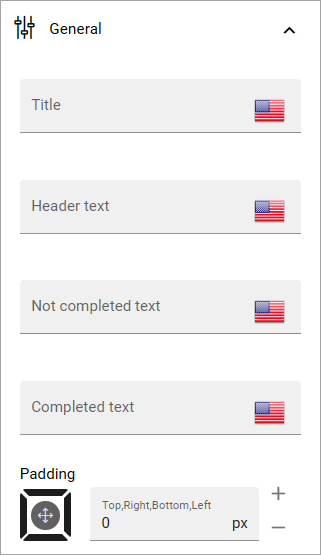 General
Title
Header text
Not completed text
Completed text
Padding
Top,Right,Bottom,Left
0 px